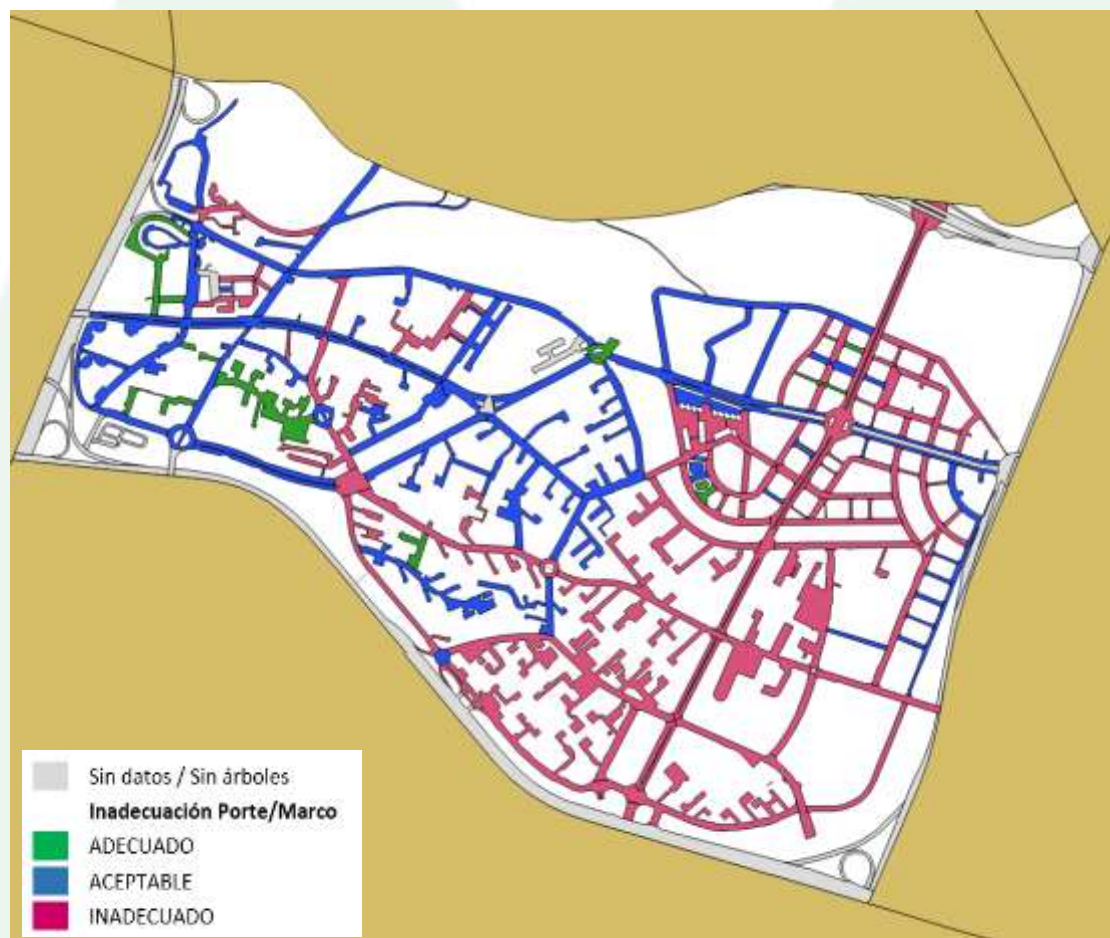 Sin datos / Sin árboles
Inadecuación Porte/Marco
ADECUADO
ACEPTABLE
INADECUADO